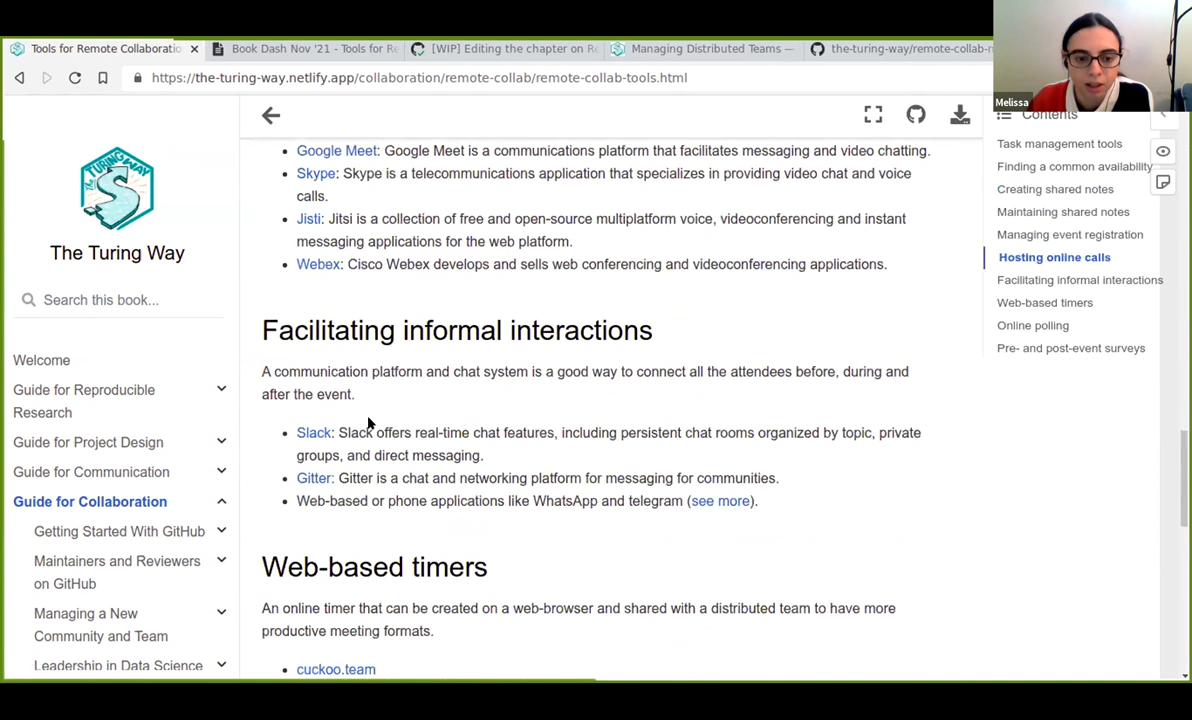 Tools for Remote Collaboratio
Book Dash Nov '21 - Tools for Re
[WIP] Editing the chapter on Re
Managing Distributed Teams —
the-turing-way/remote-collab-r
https://the-turing-way.netlify.app/collaboration/remote-collab/remote-collab-tools.html
Melissa
THE TURING WAY
The Turing Way
Search this book...
Welcome
Guide for Reproducible
Research
Guide for Project Design
Guide for Communication
Guide for Collaboration
Getting Started With GitHub
Maintainers and Reviewers
on GitHub
Managing a New
Community and Team
Leadership in Data Science
Google Meet: Google Meet is a communications platform that facilitates messaging and video chatting.
Skype: Skype is a telecommunications application that specializes in providing video chat and voice
calls.
Jisti: Jitsi is a collection of free and open-source multiplatform voice, videoconferencing and instant
messaging applications for the web platform.
Webex: Cisco Webex develops and sells web conferencing and videoconferencing applications.
Facilitating informal interactions
A communication platform and chat system is a good way to connect all the attendees before, during and
after the event.
Slack: Slack offers real-time chat features, including persistent chat rooms organized by topic, private
groups, and direct messaging.
Gitter: Gitter is a chat and networking platform for messaging for communities.
Web-based or phone applications like WhatsApp and telegram (see more).
Web-based timers
An online timer that can be created on a web-browser and shared with a distributed team to have more
productive meeting formats.
cuckoo.team
Contents
Task management tools
Finding a common availability
Creating shared notes
Maintaining shared notes
Managing event registration
Hosting online calls
Facilitating informal interactions
Web-based timers
Online polling
Pre- and post-event surveys